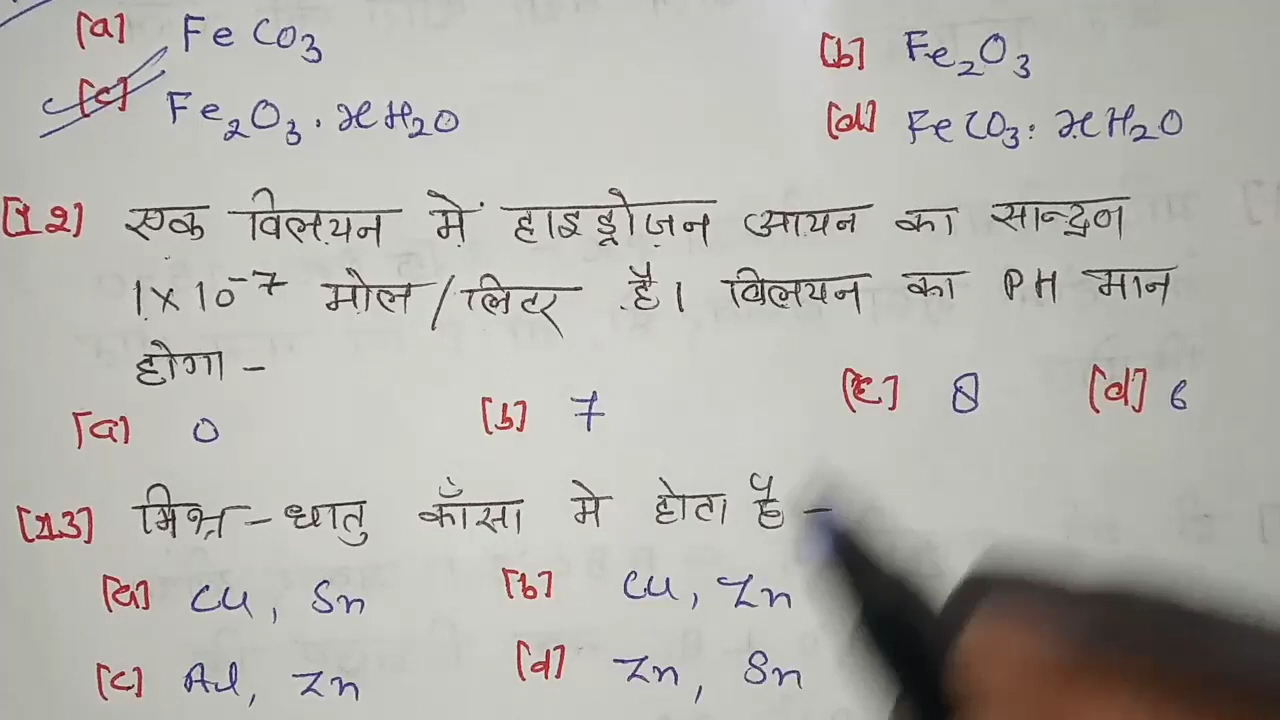 [a] FeCO3 [b] Fe2O3
[c] Fe2O3.xH2O [d] FeCO3.xH2O
[12] एक विलयन में हाइड्रोजन आयन का सान्द्रण
1×10⁻⁷ मोल/लिटर है। विलयन का PH मान
होगा -
[a] 0 [b] 7 [c] 8 [d] 6
[13] मिश्र-धातु काँसा मे होता है -
[a] Cu, Sn [b] Cu, Zn
[c] Al, Zn [d] Zn, Sn